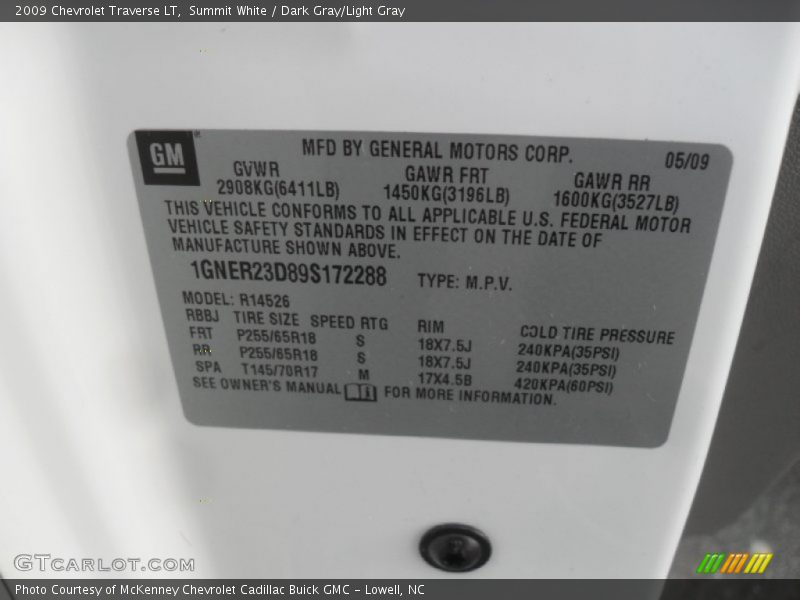 2009 Chevrolet Traverse LT, Summit White / Dark Gray/Light Gray
GM
MFD BY GENERAL MOTORS CORP. 05/09
GVWR GAWR FRT GAWR RR
2908KG(6411LB) 1450KG(3196LB) 1600KG(3527LB)
THIS VEHICLE CONFORMS TO ALL APPLICABLE U.S. FEDERAL MOTOR
VEHICLE SAFETY STANDARDS IN EFFECT ON THE DATE OF
MANUFACTURE SHOWN ABOVE.
1GNER23D89S172288 TYPE: M.P.V.
MODEL: R14526
RBBJ TIRE SIZE SPEED RTG RIM COLD TIRE PRESSURE
FRT P255/65R18 S 18X7.5J 240KPA(35PSI)
RR P255/65R18 S 18X7.5J 240KPA(35PSI)
SPA T145/70R17 M 17X4.5B 420KPA(60PSI)
SEE OWNER'S MANUAL FOR MORE INFORMATION.
GTCARLOT.COM
Photo Courtesy of McKenney Chevrolet Cadillac Buick GMC - Lowell, NC